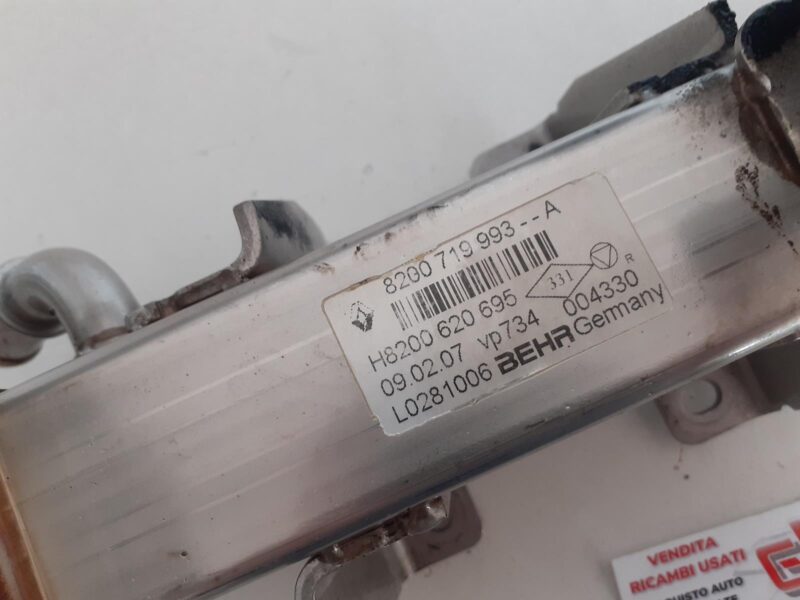 8200 719 993 -- A
H8200 620 695
331
R
09.02.07 vp734 004330
L0281006 BEHR Germany
VENDITA
RICAMBI USATI
QUISTO AUTO